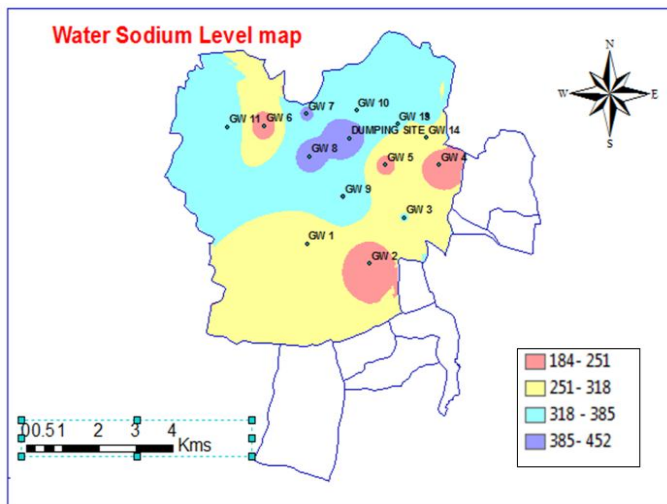 Water Sodium Level map
N
W E
S
GW 7
GW 10
GW 11
GW 6
GW 13
DUMPING SITE
GW 14
GW 8
GW 5
GW 4
GW 9
GW 3
GW 1
GW 2
184- 251
251- 318
318 - 385
385- 452
0 0.5 1 2 3 4
Kms